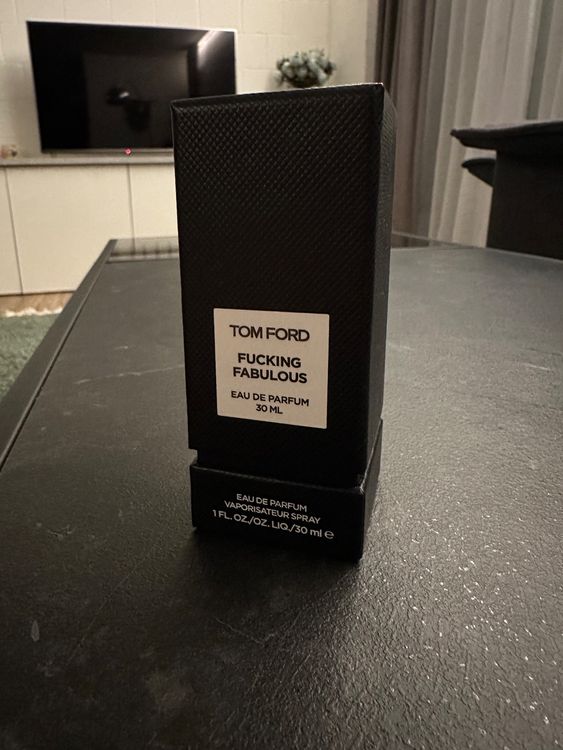 TOM FORD
FUCKING
FABULOUS
EAU DE PARFUM
30 ML
EAU DE PARFUM
VAPORISATEUR SPRAY
1 FL. OZ./OZ. LIQ./30 ml ℮